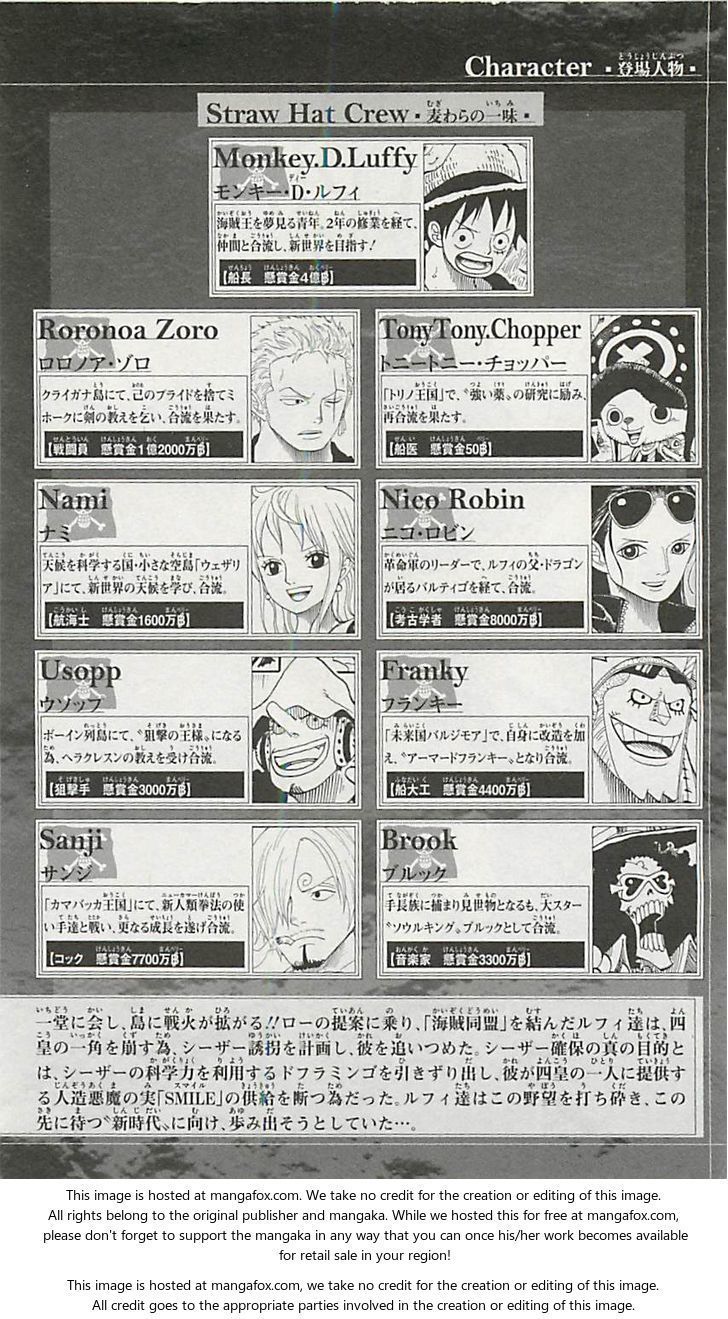 Character ・登場人物・
Straw Hat Crew・麦わらの一味・
Monkey.D.Luffy
モンキー・D・ルフィ
海賊王を夢見る青年。2年の修業を経て、
仲間と合流し、新世界を目指す！
【船長　懸賞金4億฿】
Roronoa Zoro
ロロノア・ゾロ
クライガナ島にて、己のプライドを捨てミ
ホークに剣の教えを乞い、合流を果たす。
【戦闘員　懸賞金1億2000万฿】
TonyTony.Chopper
トニートニー・チョッパー
「トリノ王国」で、〝強い薬〟の研究に励み、
再合流を果たす。
【船医　懸賞金50฿】
Nami
ナミ
天候を科学する国・小さな空島「ウェザリ
ア」にて、新世界の天候を学び、合流。
【航海士　懸賞金1600万฿】
Nico Robin
ニコ・ロビン
革命軍のリーダーで、ルフィの父・ドラゴン
が居るバルティゴを経て、合流。
【考古学者　懸賞金8000万฿】
Usopp
ウソップ
ボーイン列島にて、〝狙撃の王様〟になる
為、ヘラクレスンの教えを受け合流。
【狙撃手　懸賞金3000万฿】
Franky
フランキー
「未来国バルジモア」で、自身に改造を加
え、〝アーマードフランキー〟となり合流。
【船大工　懸賞金4400万฿】
Sanji
サンジ
「カマバッカ王国」にて、新人類拳法の使
い手達と戦い、更なる成長を遂げ合流。
【コック　懸賞金7700万฿】
Brook
ブルック
手長族に捕まり見世物となるも、大スター
〝ソウルキング〟ブルックとして合流。
【音楽家　懸賞金3300万฿】
一堂に会し、島に戦火が拡がる!!ローの提案に乗り、「海賊同盟」を結んだルフィ達は、四
皇の一角を崩す為、シーザー誘拐を計画し、彼を追いつめた。シーザー確保の真の目的と
は、シーザーの科学力を利用するドフラミンゴを引きずり出し、彼が四皇の一人に提供す
る人造悪魔の実「SMILE」の供給を断つ為だった。ルフィ達はこの野望を打ち砕き、この
先に待つ〝新時代〟に向け、歩み出そうとしていた…。
This image is hosted at mangafox.com. We take no credit for the creation or editing of this image.
All rights belong to the original publisher and mangaka. While we hosted this for free at mangafox.com,
please don't forget to support the mangaka in any way that you can once his/her work becomes available
for retail sale in your region!
This image is hosted at mangafox.com, we take no credit for the creation or editing of this image.
All credit goes to the appropriate parties involved in the creation or editing of this image.